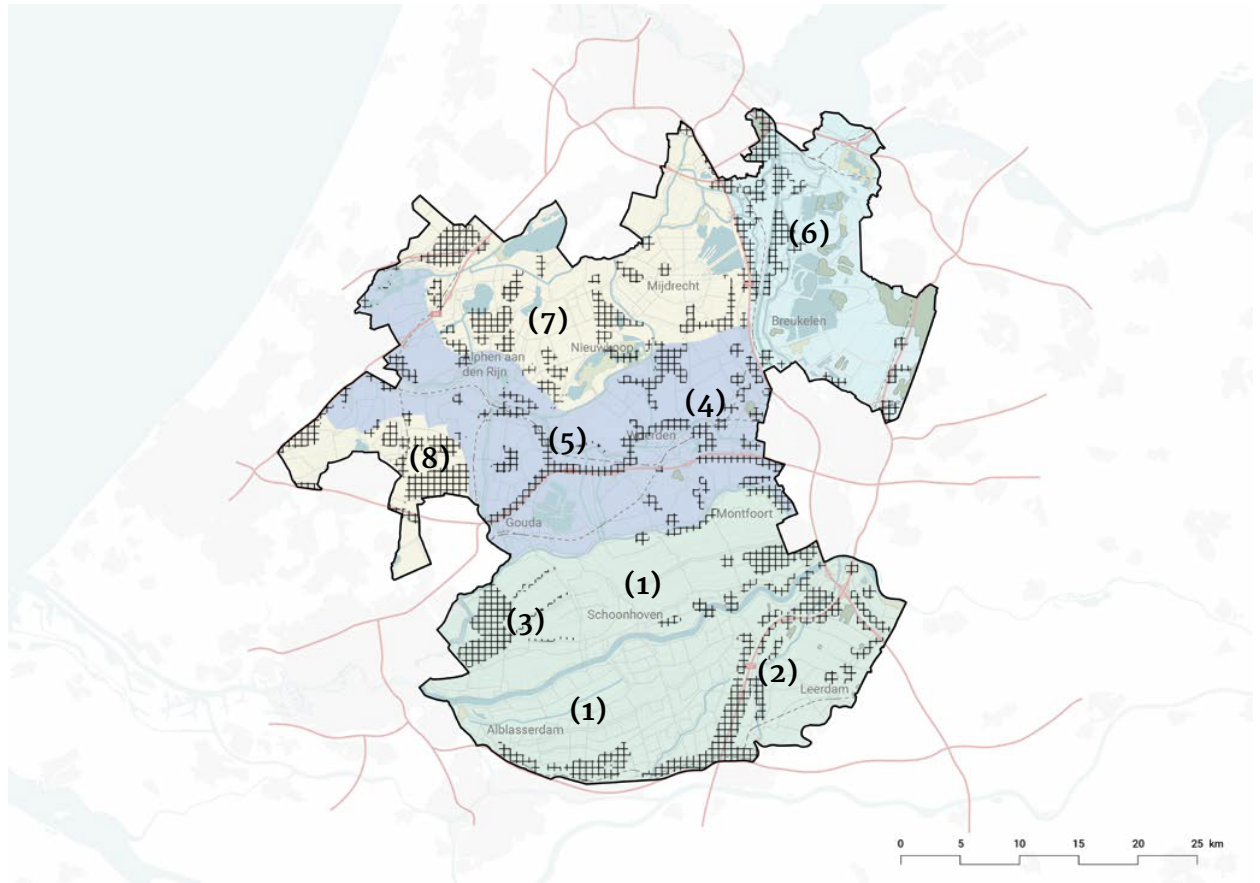 (6)
Mijdrecht
(7)
Breukelen
Nieuwkoop
Alphen aan
den Rijn
(4)
(5)
Woerden
(8)
Montfoort
Gouda
(1)
Schoonhoven
(3)
(2)
Leerdam
(1)
Alblasserdam
0 5 10 15 20 25 km